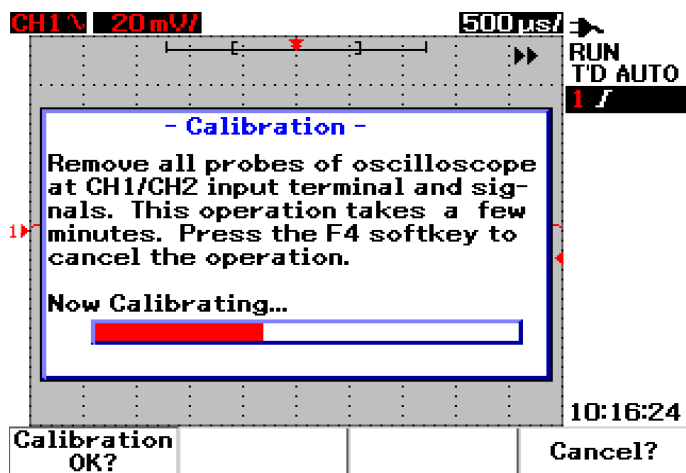 CH1 20 mV/ 500 µs/
RUN
T'D AUTO
1
- Calibration -
Remove all probes of oscilloscope
at CH1/CH2 input terminal and sig-
nals. This operation takes a few
minutes. Press the F4 softkey to
cancel the operation.
Now Calibrating...
1
10:16:24
Calibration
OK?
Cancel?